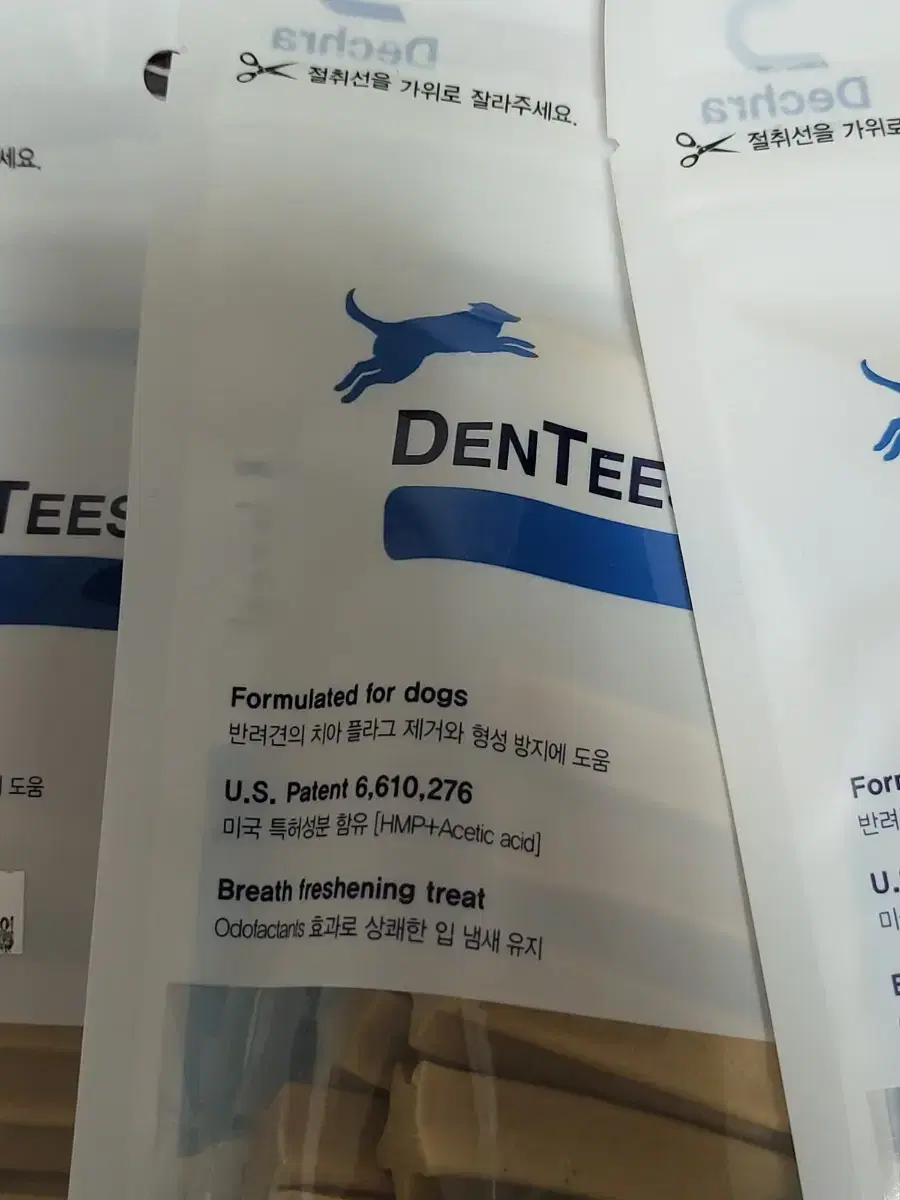 Dechra
절취선을 가위로 잘라주세요.
DENTEES
Formulated for dogs
반려견의 치아 플라그 제거와 형성 방지에 도움
U.S. Patent 6,610,276
미국 특허성분 함유 [HMP+Acetic acid]
Breath freshening treat
Odofactants 효과로 상쾌한 입 냄새 유지
세요.
TEES
도움
Dechra
절취선을 가위로
반려
U.